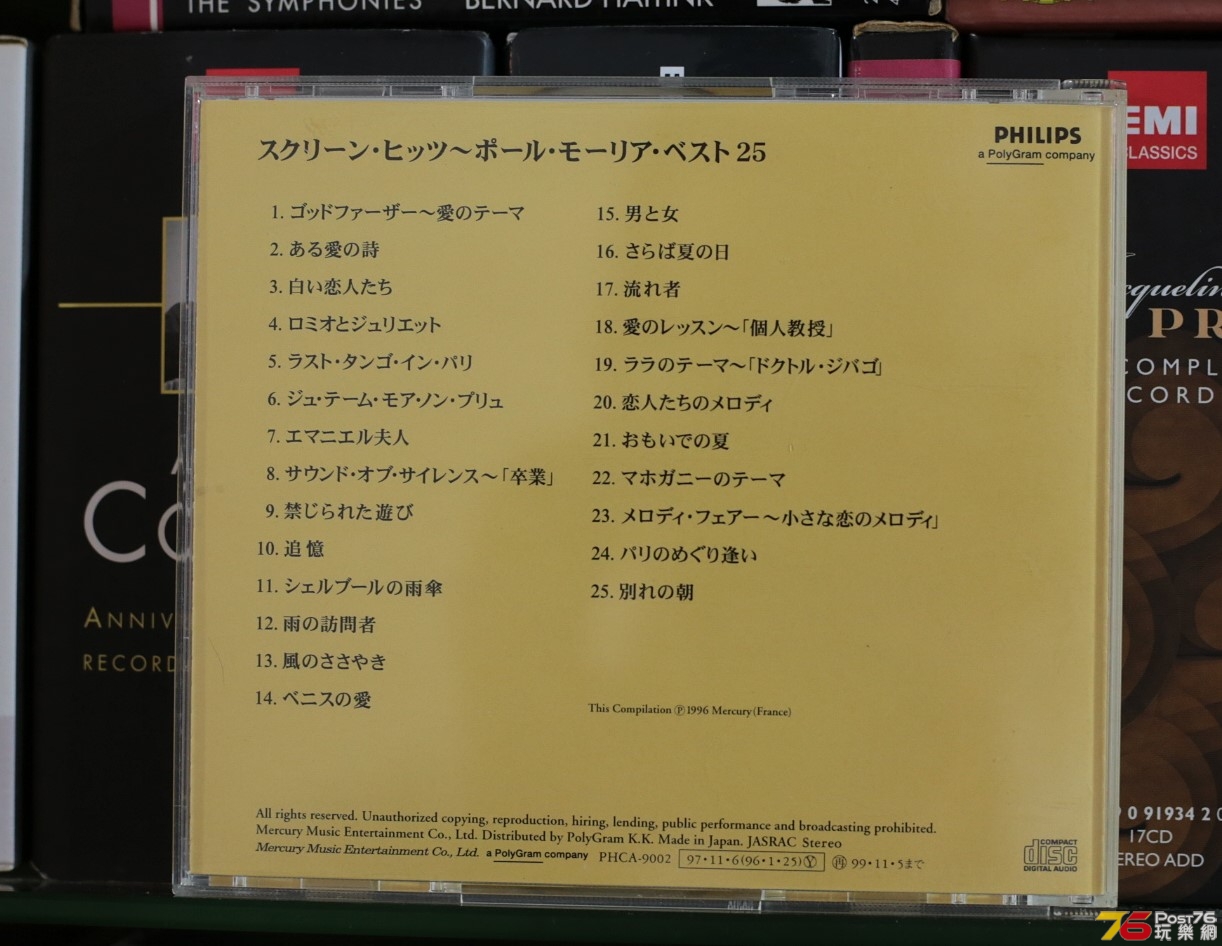 THE SYMPHONIES BERNARD HAITINK
スクリーン・ヒッツ～ポール・モーリア・ベスト25
PHILIPS
a PolyGram company
1. ゴッドファーザー～愛のテーマ
2. ある愛の詩
3. 白い恋人たち
4. ロミオとジュリエット
5. ラスト・タンゴ・イン・パリ
6. ジュ・テーム・モア・ノン・プリュ
7. エマニエル夫人
8. サウンド・オブ・サイレンス～「卒業」
9. 禁じられた遊び
10. 追憶
11. シェルブールの雨傘
12. 雨の訪問者
13. 風のささやき
14. ベニスの愛
15. 男と女
16. さらば夏の日
17. 流れ者
18. 愛のレッスン～「個人教授」
19. ララのテーマ～「ドクトル・ジバゴ」
20. 恋人たちのメロディ
21. おもいでの夏
22. マホガニーのテーマ
23. メロディ・フェアー～小さな恋のメロディ」
24. パリのめぐり逢い
25. 別れの朝
This Compilation Ⓟ1996 Mercury (France)
All rights reserved. Unauthorized copying, reproduction, hiring, lending, public performance and broadcasting prohibited.
Mercury Music Entertainment Co., Ltd. Distributed by PolyGram K.K. Made in Japan. JASRAC Stereo
Mercury Music Entertainment Co., Ltd. a PolyGram company PHCA-9002 97・11・6(96・1・25)Ⓨ ㊢99・11・5まで
COMPACT
disc
DIGITAL AUDIO
EMI
CLASSICS
cquelin
PR
COMPL
CORD
0 91934 2 0
17CD
EREO ADD
Co
ANNIV
RECORD
Post76
玩樂網